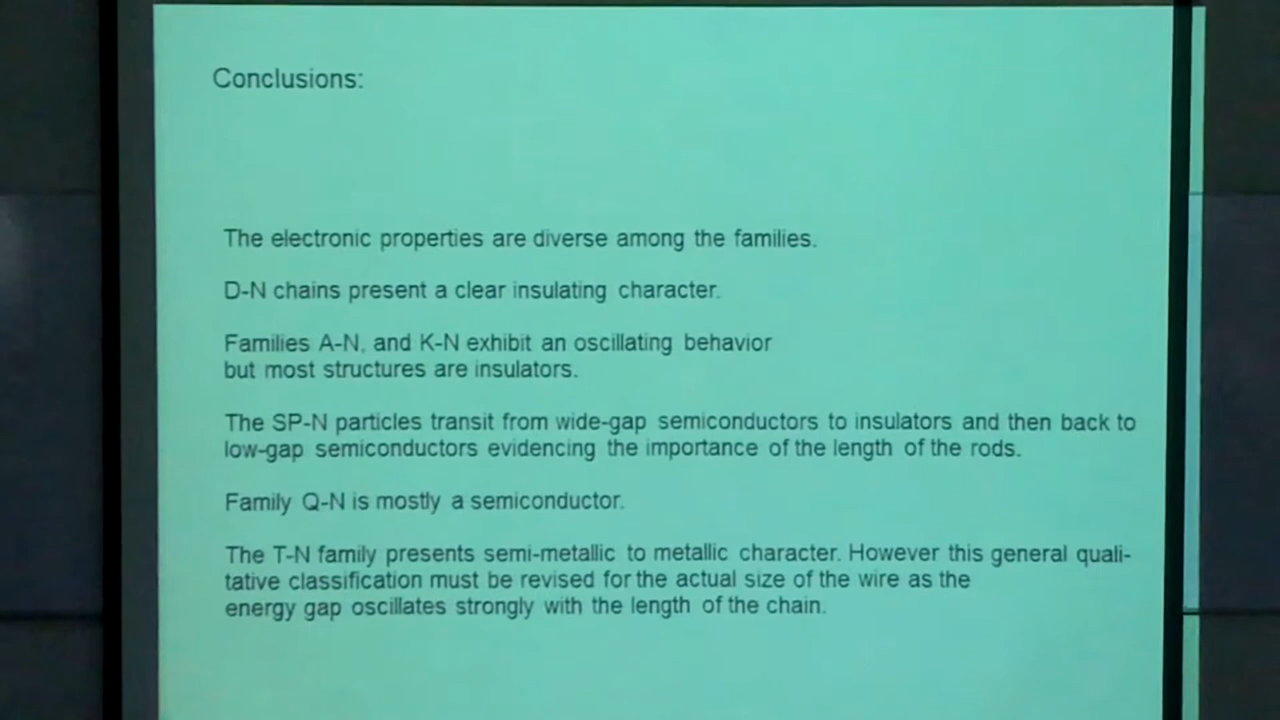 Conclusions:
The electronic properties are diverse among the families.
D-N chains present a clear insulating character.
Families A-N, and K-N exhibit an oscillating behavior
but most structures are insulators.
The SP-N particles transit from wide-gap semiconductors to insulators and then back to
low-gap semiconductors evidencing the importance of the length of the rods.
Family Q-N is mostly a semiconductor.
The T-N family presents semi-metallic to metallic character. However this general quali-
tative classification must be revised for the actual size of the wire as the
energy gap oscillates strongly with the length of the chain.